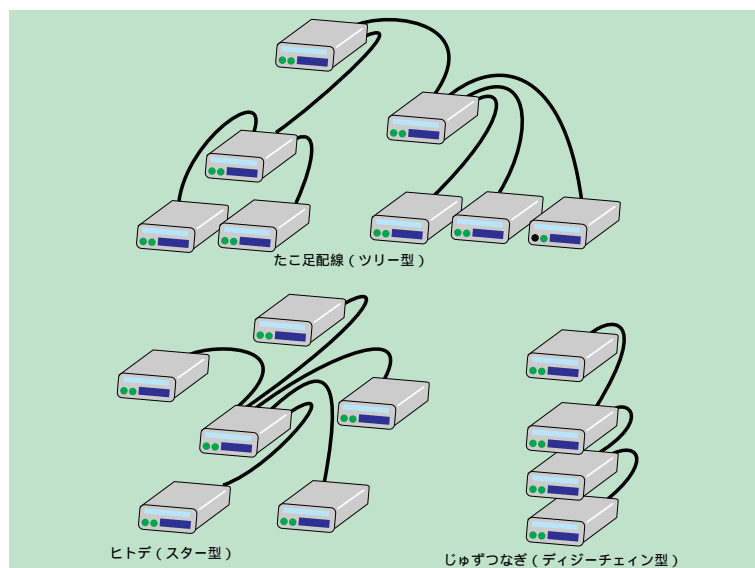 たこ足配線（ツリー型）
ヒトデ（スター型）
じゅずつなぎ（ディジーチェィン型）